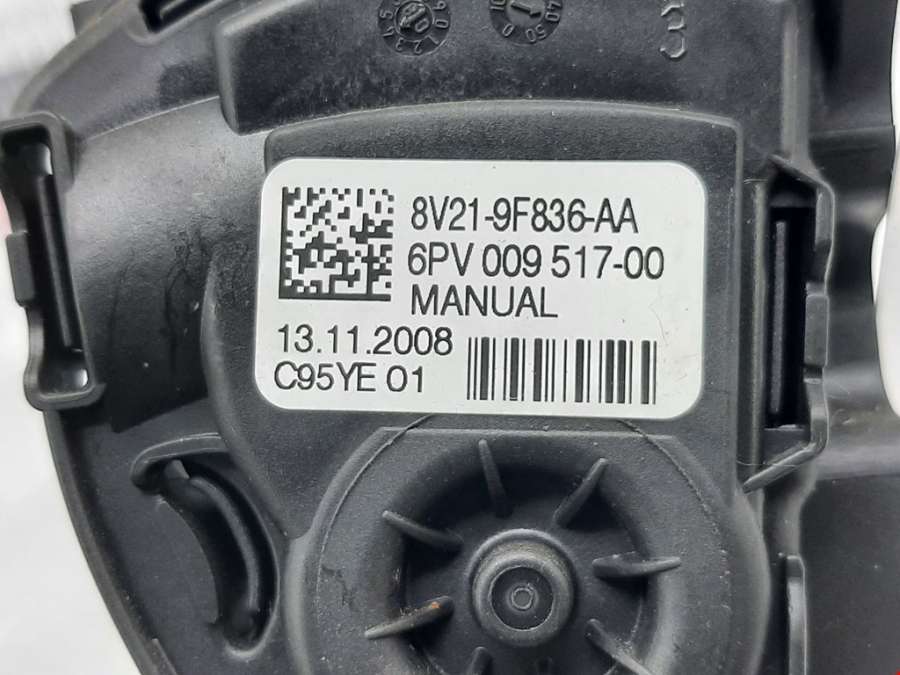 8V21-9F836-AA
6PV 009 517-00
MANUAL
13.11.2008
C95YE 01